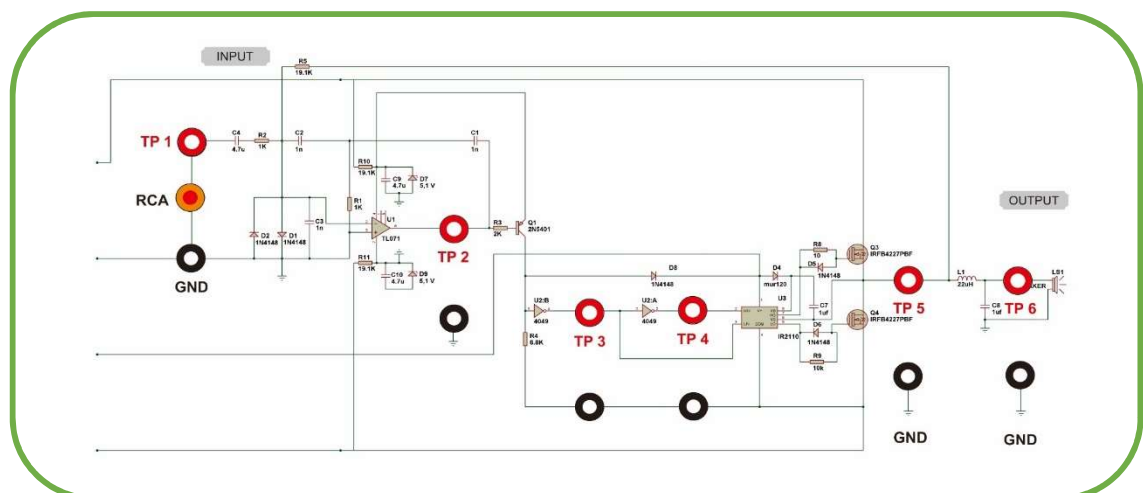 INPUT
R5
19.1K
TP 1
C4
4.7u
R2
1K
C2
1n
C1
1n
R10
19.1K
C9
4.7u
D7
5,1 V
RCA
R1
1K
U1
TL071
D2
1N4148
D1
1N4148
C3
1n
TP 2
R3
2K
Q1
2N5401
GND
R11
19.1K
C10
4.7u
D9
5,1 V
D8
1N4148
D4
mur120
R8
10
D5
1N4148
Q3
IRFB4227PBF
OUTPUT
U2:B
4049
TP 3
U2:A
4049
TP 4
U3
IR2110
C7
1uf
Q4
IRFB4227PBF
D6
1N4148
R9
10k
R4
TP 5
L1
22uH
C6
1uf
TP 6
LS1
AKER
GND
GND